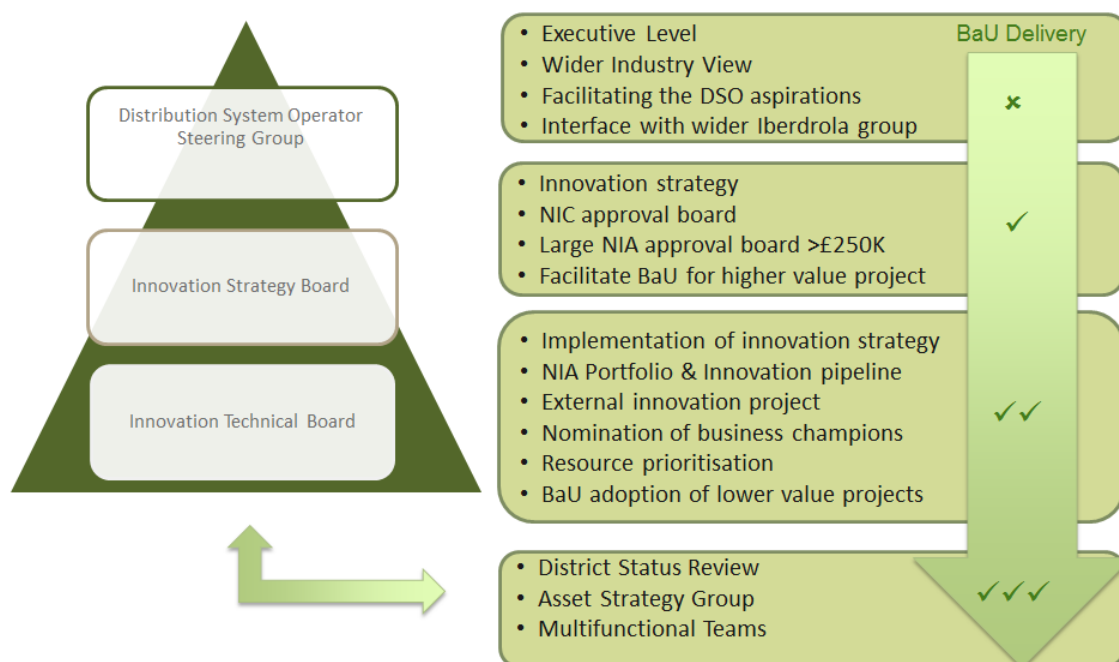 Distribution System Operator
Steering Group
Innovation Strategy Board
Innovation Technical Board
BaU Delivery
• Executive Level
• Wider Industry View
• Facilitating the DSO aspirations
• Interface with wider Iberdrola group
✘
• Innovation strategy
• NIC approval board
• Large NIA approval board >£250K
• Facilitate BaU for higher value project
✓
• Implementation of innovation strategy
• NIA Portfolio & Innovation pipeline
• External innovation project
• Nomination of business champions
• Resource prioritisation
• BaU adoption of lower value projects
✓✓
• District Status Review
• Asset Strategy Group
• Multifunctional Teams
✓✓✓